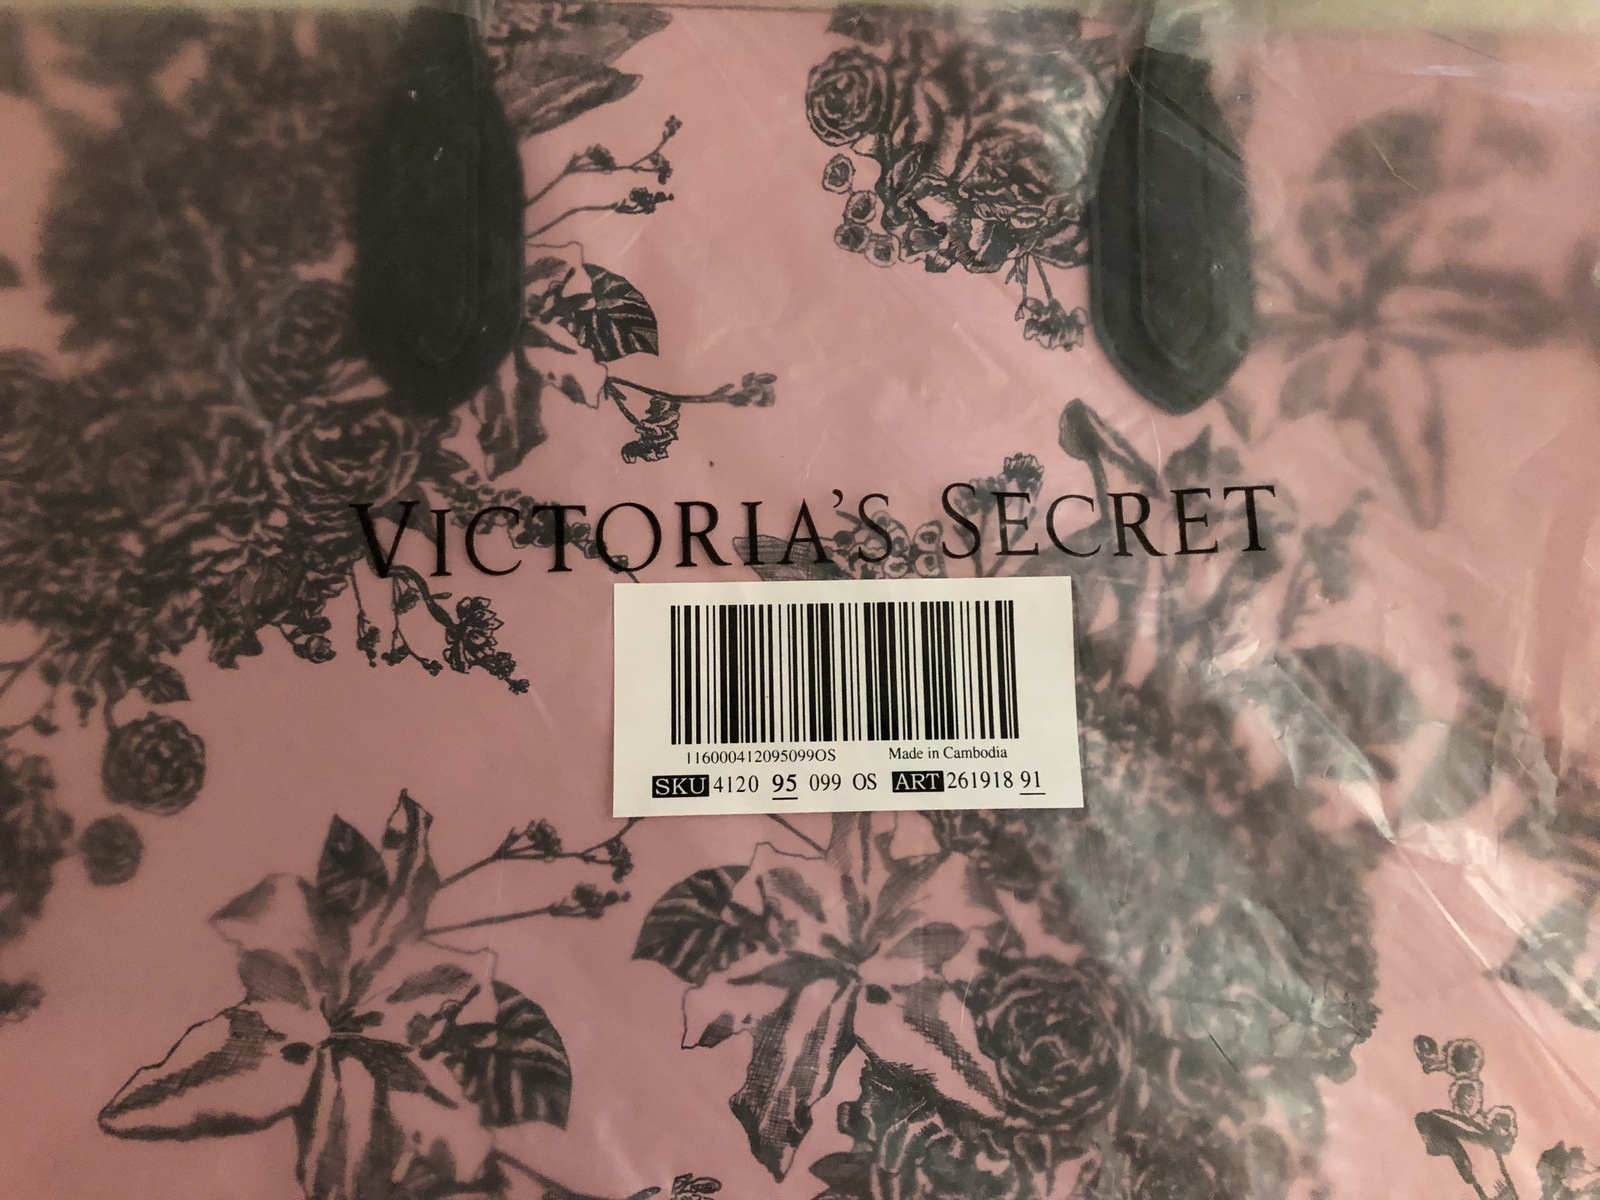 VICTORIA'S SECRET
116000412095099OS Made in Cambodia
SKU 4120 95 099 OS ART 261918 91